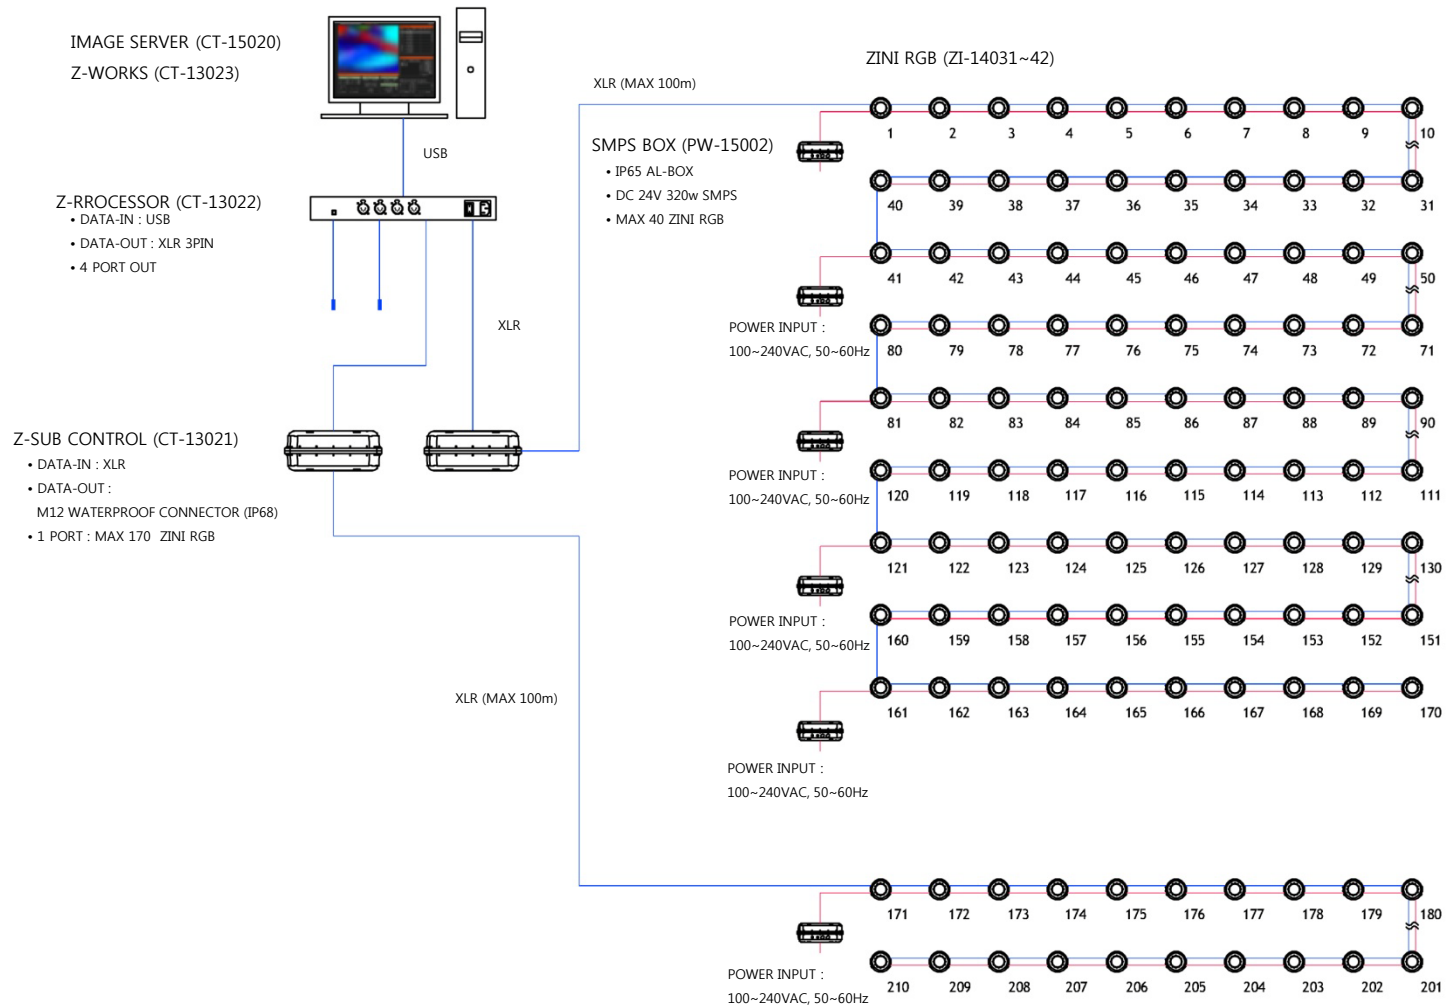 IMAGE SERVER (CT-15020)
Z-WORKS (CT-13023)
USB
Z-RROCESSOR (CT-13022)
• DATA-IN : USB
• DATA-OUT : XLR 3PIN
• 4 PORT OUT
XLR
Z-SUB CONTROL (CT-13021)
• DATA-IN : XLR
• DATA-OUT :
M12 WATERPROOF CONNECTOR (IP68)
• 1 PORT : MAX 170 ZINI RGB
XLR (MAX 100m)
XLR (MAX 100m)
SMPS BOX (PW-15002)
• IP65 AL-BOX
• DC 24V 320w SMPS
• MAX 40 ZINI RGB
ZINI RGB (ZI-14031~42)
1 2 3 4 5 6 7 8 9 10
40 39 38 37 36 35 34 33 32 31
41 42 43 44 45 46 47 48 49 50
POWER INPUT :
100~240VAC, 50~60Hz
80 79 78 77 76 75 74 73 72 71
81 82 83 84 85 86 87 88 89 90
POWER INPUT :
100~240VAC, 50~60Hz
120 119 118 117 116 115 114 113 112 111
121 122 123 124 125 126 127 128 129 130
POWER INPUT :
100~240VAC, 50~60Hz
160 159 158 157 156 155 154 153 152 151
161 162 163 164 165 166 167 168 169 170
POWER INPUT :
100~240VAC, 50~60Hz
171 172 173 174 175 176 177 178 179 180
POWER INPUT :
100~240VAC, 50~60Hz
210 209 208 207 206 205 204 203 202 201